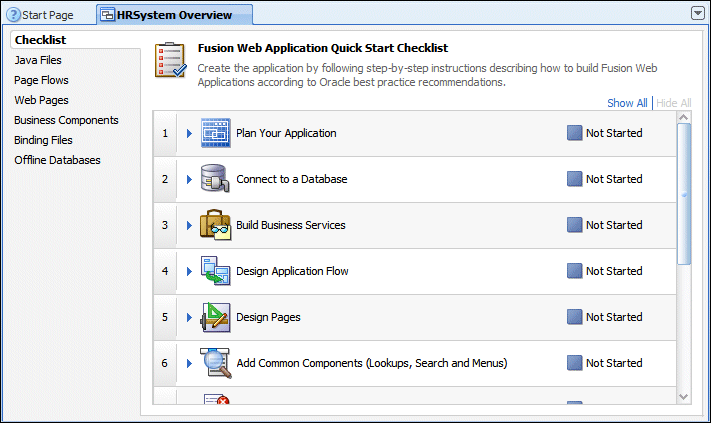 Start Page
HRSystem Overview
Checklist
Java Files
Page Flows
Web Pages
Business Components
Binding Files
Offline Databases
Fusion Web Application Quick Start Checklist
Create the application by following step-by-step instructions describing how to build Fusion Web
Applications according to Oracle best practice recommendations.
Show All | Hide All
1 Plan Your Application Not Started
2 Connect to a Database Not Started
3 Build Business Services Not Started
4 Design Application Flow Not Started
5 Design Pages Not Started
6 Add Common Components (Lookups, Search and Menus) Not Started